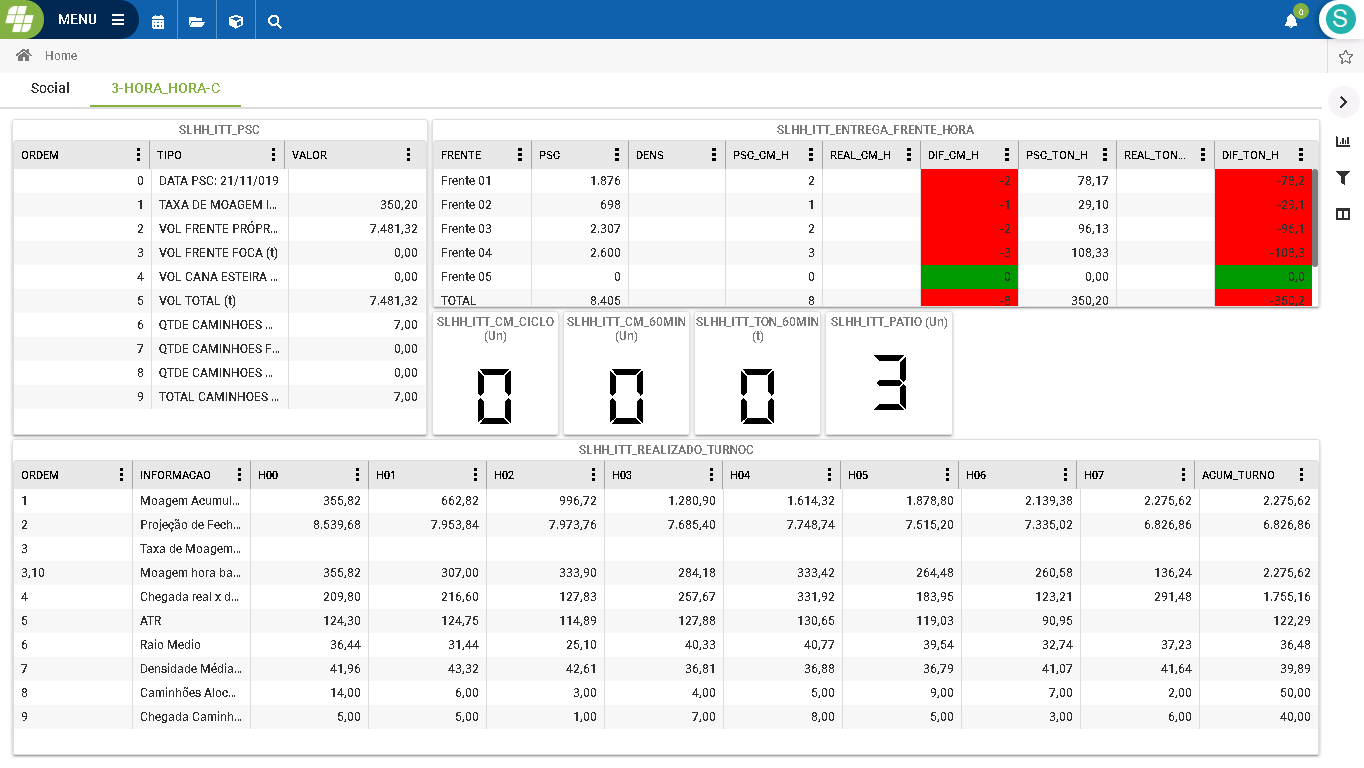 MENU
0
S
Home
Social 3-HORA_HORA-C
SLHH_ITT_PSC
ORDEM TIPO VALOR
0 DATA PSC: 21/11/019
1 TAXA DE MOAGEM I... 350,20
2 VOL FRENTE PRÓPR... 7.481,32
3 VOL FRENTE FOCA (t) 0,00
4 VOL CANA ESTEIRA ... 0,00
5 VOL TOTAL (t) 7.481,32
6 QTDE CAMINHOES ... 7,00
7 QTDE CAMINHOES F... 0,00
8 QTDE CAMINHOES ... 0,00
9 TOTAL CAMINHOES ... 7,00
SLHH_ITT_ENTREGA_FRENTE_HORA
FRENTE PSC DENS PSC_CM_H REAL_CM_H DIF_CM_H PSC_TON_H REAL_TON... DIF_TON_H
Frente 01 1.876 2 -2 78,17 -78,2
Frente 02 698 1 -1 29,10 -29,1
Frente 03 2.307 2 -2 96,13 -96,1
Frente 04 2.600 3 -3 108,33 -108,3
Frente 05 0 0 0 0,00 0,0
TOTAL 8.405 8 -8 350,20 -350,2
SLHH_ITT_CM_CICLO
(Un)
0
SLHH_ITT_CM_60MIN
(Un)
0
SLHH_ITT_TON_60MIN
(t)
0
SLHH_ITT_PATIO (Un)
3
SLHH_ITT_REALIZADO_TURNOC
ORDEM INFORMACAO H00 H01 H02 H03 H04 H05 H06 H07 ACUM_TURNO
1 Moagem Acumul... 355,82 662,82 996,72 1.280,90 1.614,32 1.878,80 2.139,38 2.275,62 2.275,62
2 Projeção de Fech... 8.539,68 7.953,84 7.973,76 7.685,40 7.748,74 7.515,20 7.335,02 6.826,86 6.826,86
3 Taxa de Moagem...
3,10 Moagem hora ba... 355,82 307,00 333,90 284,18 333,42 264,48 260,58 136,24 2.275,62
4 Chegada real x d... 209,80 216,60 127,83 257,67 331,92 183,95 123,21 291,48 1.755,16
5 ATR 124,30 124,75 114,89 127,88 130,65 119,03 90,95 122,29
6 Raio Medio 36,44 31,44 25,10 40,33 40,77 39,54 32,74 37,23 36,48
7 Densidade Média... 41,96 43,32 42,61 36,81 36,88 36,79 41,07 41,64 39,89
8 Caminhões Aloc... 14,00 6,00 3,00 4,00 5,00 9,00 7,00 2,00 50,00
9 Chegada Caminh... 5,00 5,00 1,00 7,00 8,00 5,00 3,00 6,00 40,00